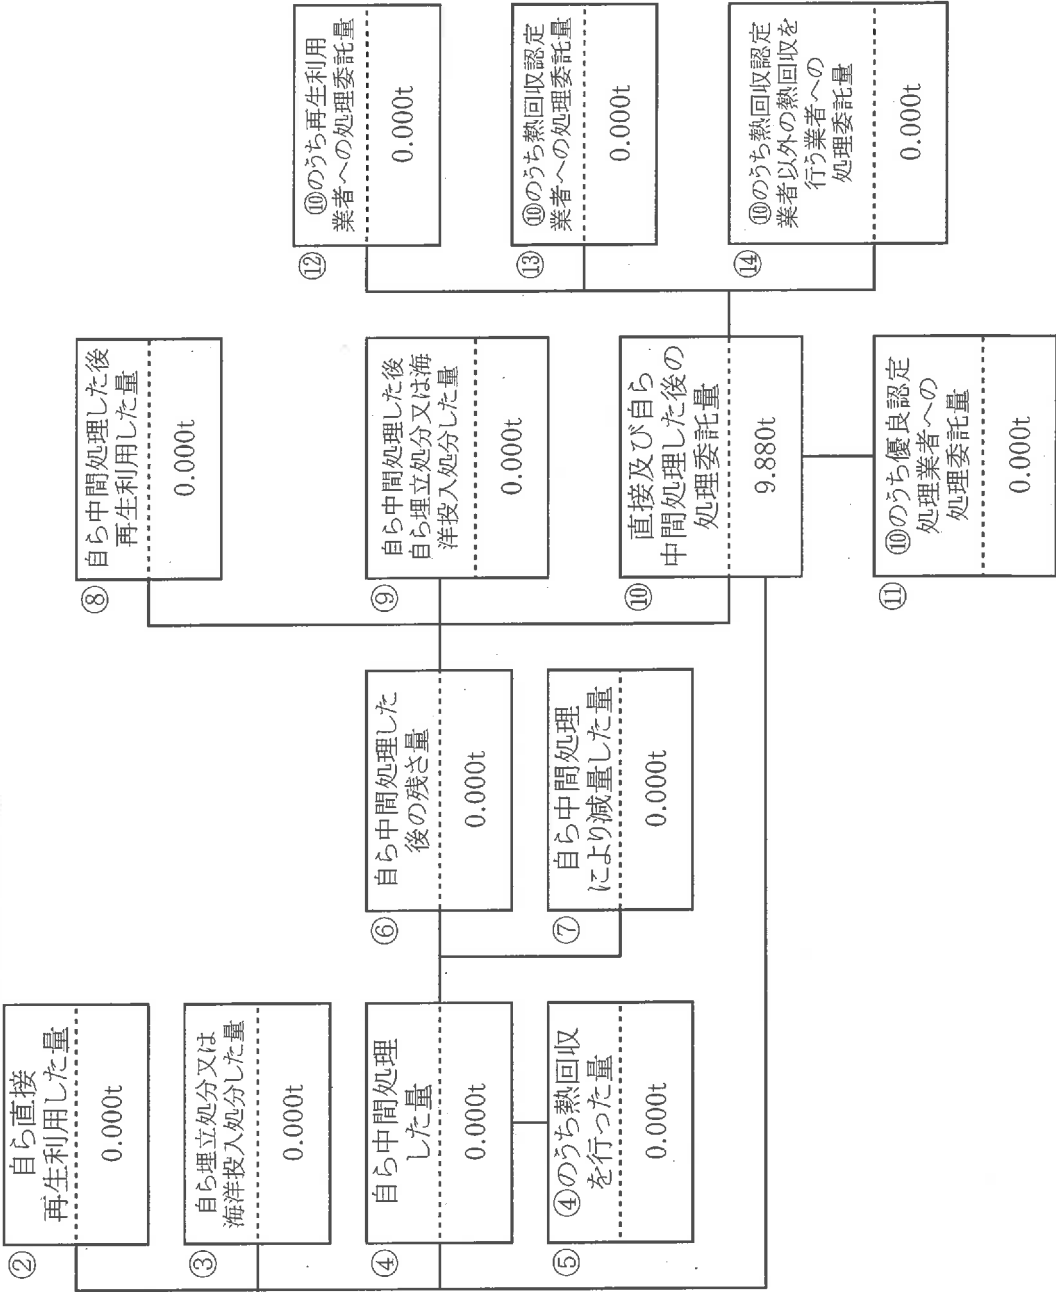 ②
自ら直接
再生利用した量
0.000t
③
自ら埋立処分又は
海洋投入処分した量
0.000t
④
自ら中間処理
した量
0.000t
⑤
④のうち熱回収
を行った量
0.000t
⑥
自ら中間処理した
後の残さ量
0.000t
⑦
自ら中間処理
により減量した量
0.000t
⑧
自ら中間処理した後
再生利用した量
0.000t
⑨
自ら中間処理した後
自ら埋立処分又は海
洋投入処分した量
0.000t
⑩
直接及び自ら
中間処理した後の
処理委託量
9.880t
⑪
⑩のうち優良認定
処理業者への
処理委託量
0.000t
⑫
⑩のうち再生利用
業者への処理委託量
0.000t
⑬
⑩のうち熱回収認定
業者への処理委託量
0.000t
⑭
⑩のうち熱回収認定
業者以外の熱回収を
行う業者への
処理委託量
0.000t